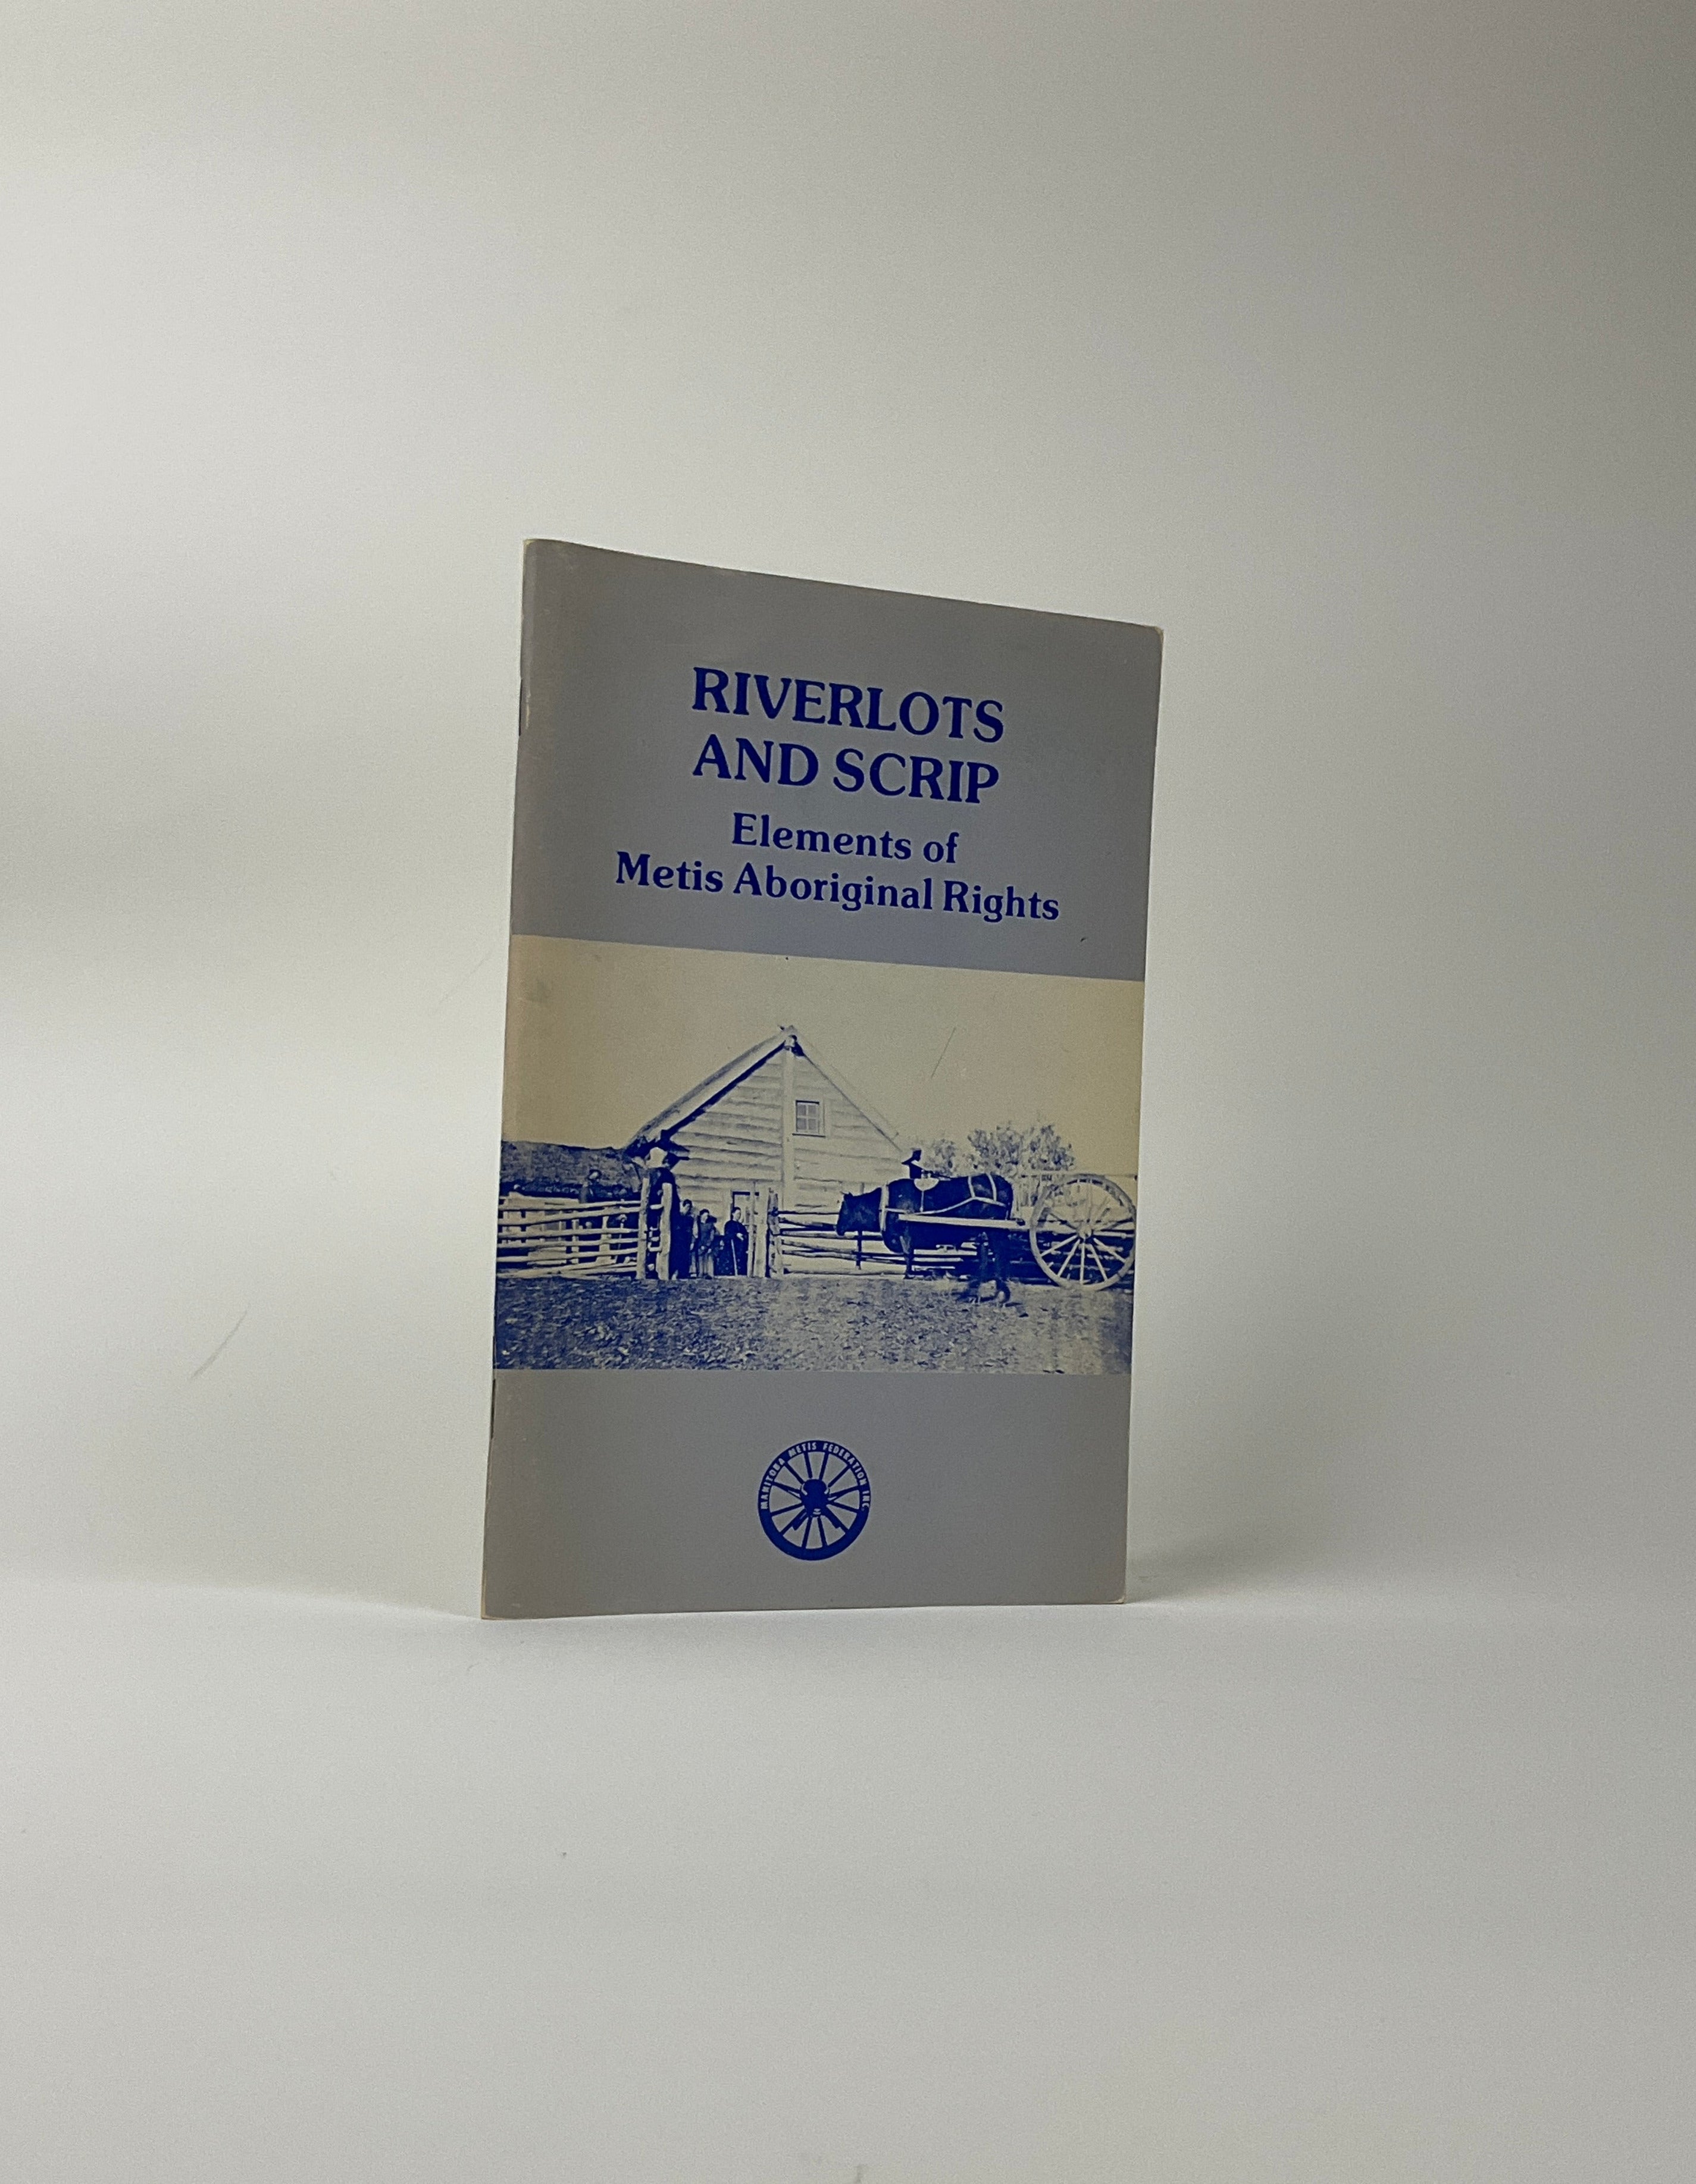 RIVERLOTS
AND SCRIP
Elements of
Metis Aboriginal Rights
MANITOBA METIS FEDERATION INC.